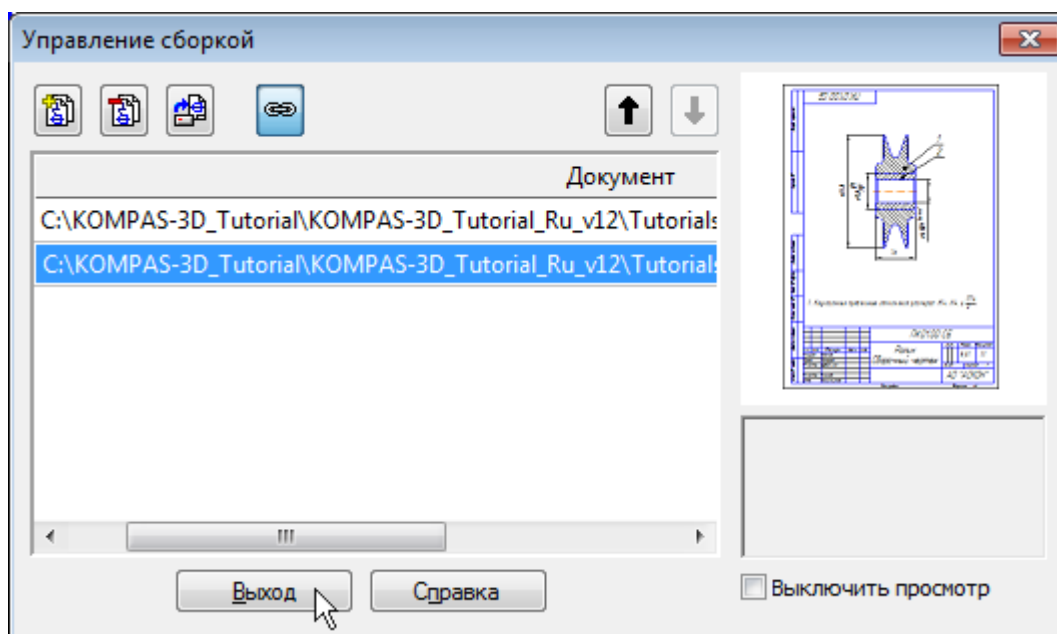 Управление сборкой
Документ
C:\KOMPAS-3D_Tutorial\KOMPAS-3D_Tutorial_Ru_v12\Tutorials
C:\KOMPAS-3D_Tutorial\KOMPAS-3D_Tutorial_Ru_v12\Tutorials
Выход
Справка
Выключить просмотр